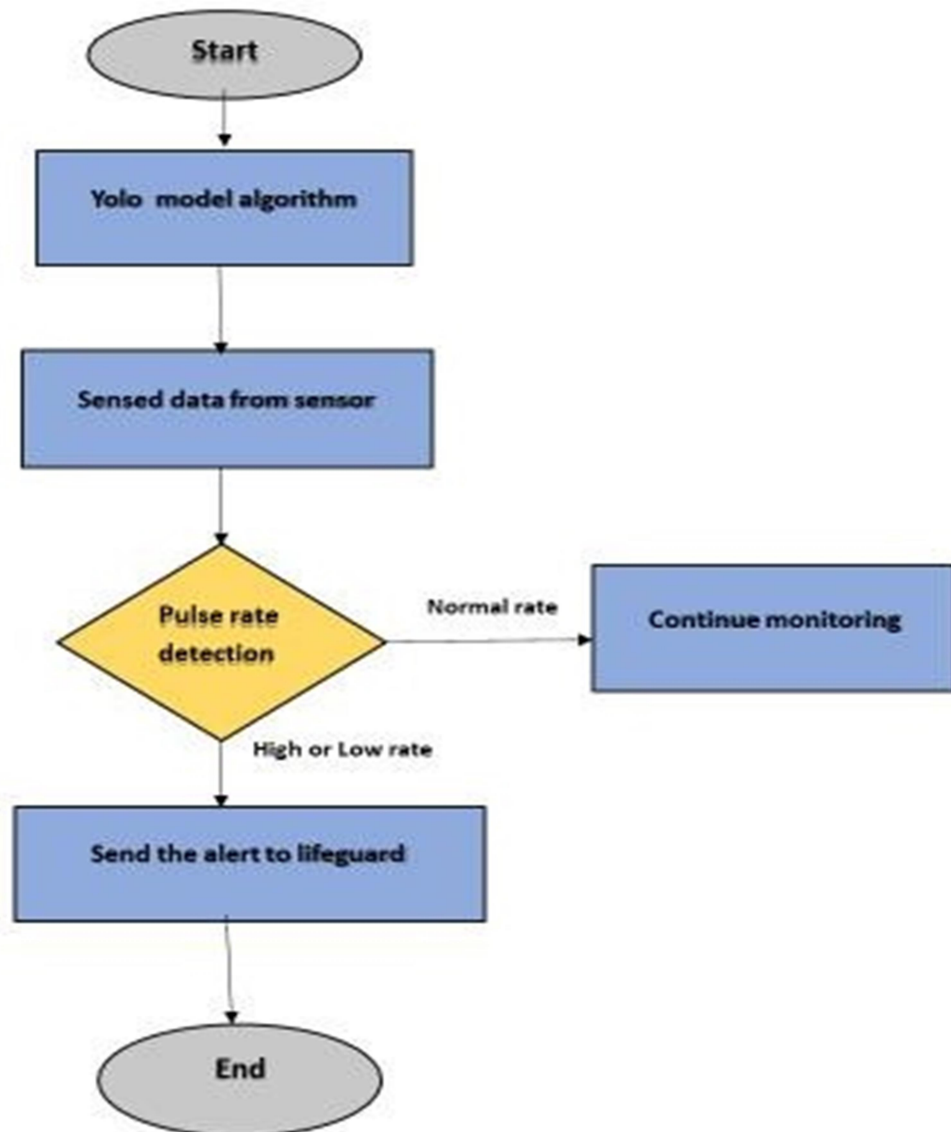 Start
Yolo model algorithm
Sensed data from sensor
Pulse rate
detection
Normal rate
Continue monitoring
High or Low rate
Send the alert to lifeguard
End